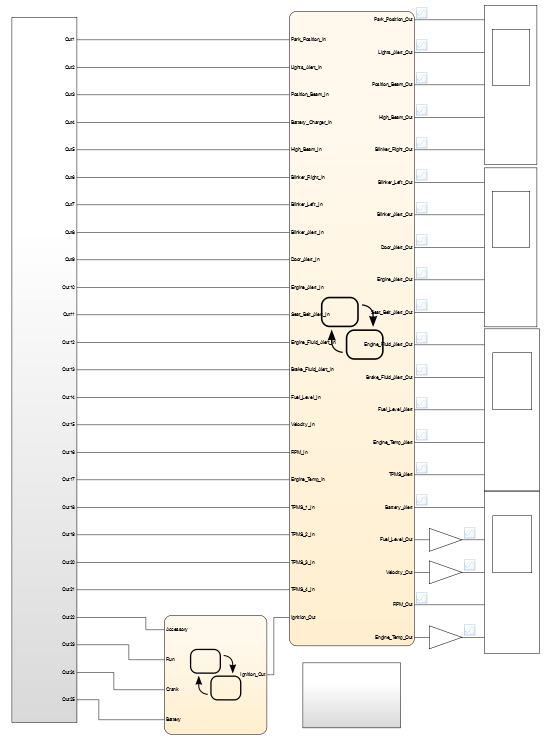 Out1
Out2
Out3
Out4
Out5
Out6
Out7
Out8
Out9
Out10
Out11
Out12
Out13
Out14
Out15
Out16
Out17
Out18
Out19
Out20
Out21
Out22
Out23
Out24
Out25
Park_Position_In
Lights_Alert_In
Position_Beam_In
Battery_Charger_In
High_Beam_In
Blinker_Right_In
Blinker_Left_In
Blinker_Alert_In
Door_Alert_In
Engine_Alert_In
Seat_Belt_Alert_In
Engine_Fluid_Alert_In
Brake_Fluid_Alert_In
Fuel_Level_In
Velocity_In
RPM_In
Engine_Temp_In
TPMS_1_In
TPMS_2_In
TPMS_3_In
TPMS_4_In
Ignition_Out
Park_Position_Out
Lights_Alert_Out
Position_Beam_Out
High_Beam_Out
Blinker_Right_Out
Blinker_Left_Out
Blinker_Alert_Out
Door_Alert_Out
Engine_Alert_Out
Seat_Belt_Alert_Out
Engine_Fluid_Alert_Out
Brake_Fluid_Alert_Out
Fuel_Level_Alert
Engine_Temp_Alert
TPMS_Alert
Battery_Alert
Fuel_Level_Out
Velocity_Out
RPM_Out
Engine_Temp_Out
Accessory
Run
Crank
Battery
Ignition_Out